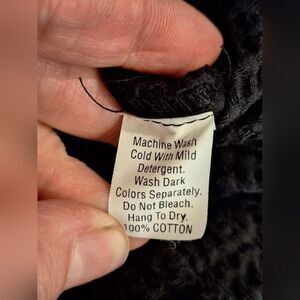 Machine Wash
Cold With Mild
Detergent.
Wash Dark
Colors Separately.
Do Not Bleach.
Hang To Dry.
100% COTTON